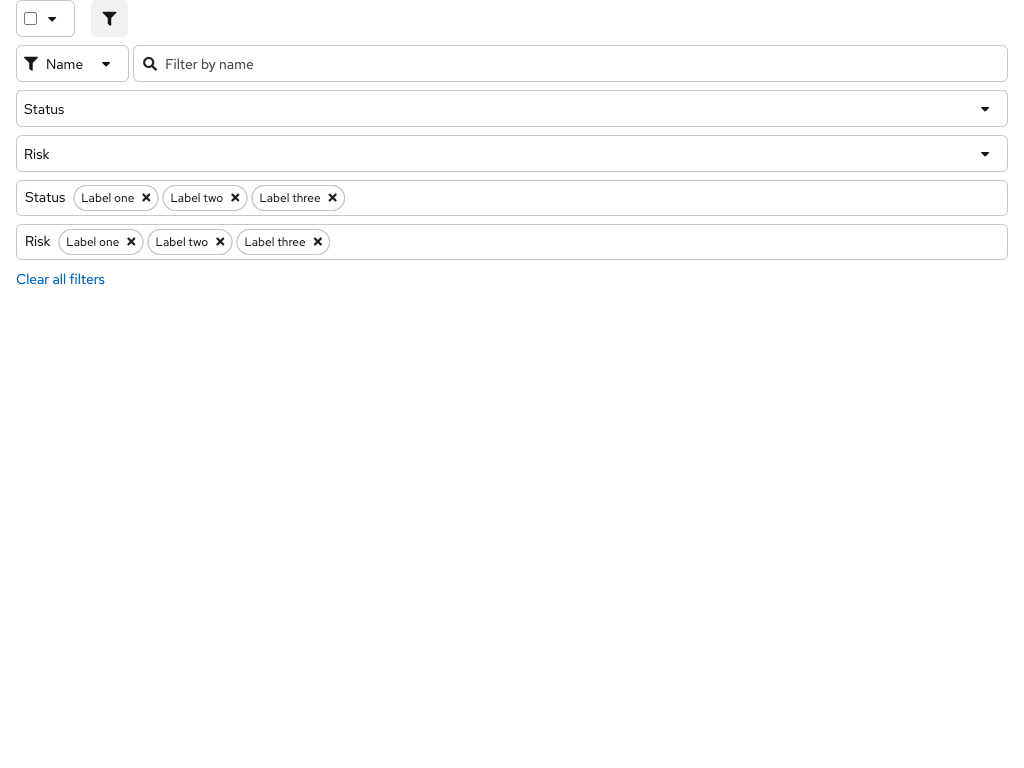 Name Filter by name
Status
Risk
Status Label one Label two Label three
Risk Label one Label two Label three
Clear all filters